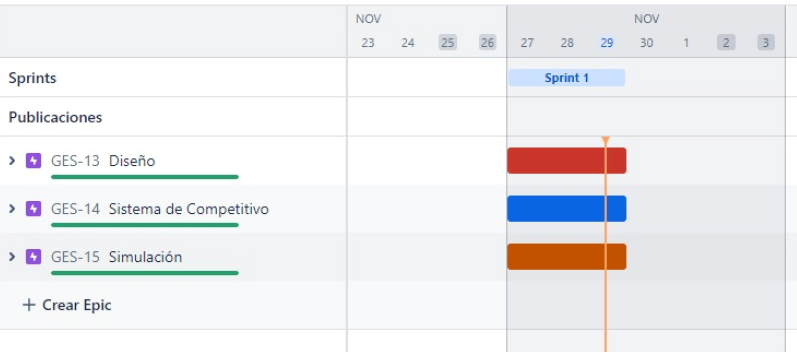 NOV NOV
23 24 25 26 27 28 29 30 1 2 3
Sprints Sprint 1
Publicaciones
GES-13 Diseño
GES-14 Sistema de Competitivo
GES-15 Simulación
+ Crear Epic